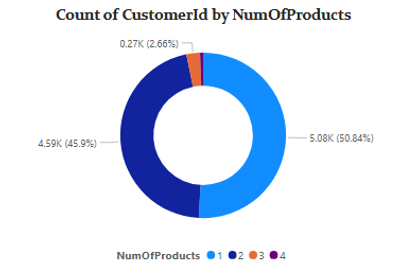 Count of CustomerId by NumOfProducts
0.27K (2.66%)
4.59K (45.9%)
5.08K (50.84%)
NumOfProducts 1 2 3 4